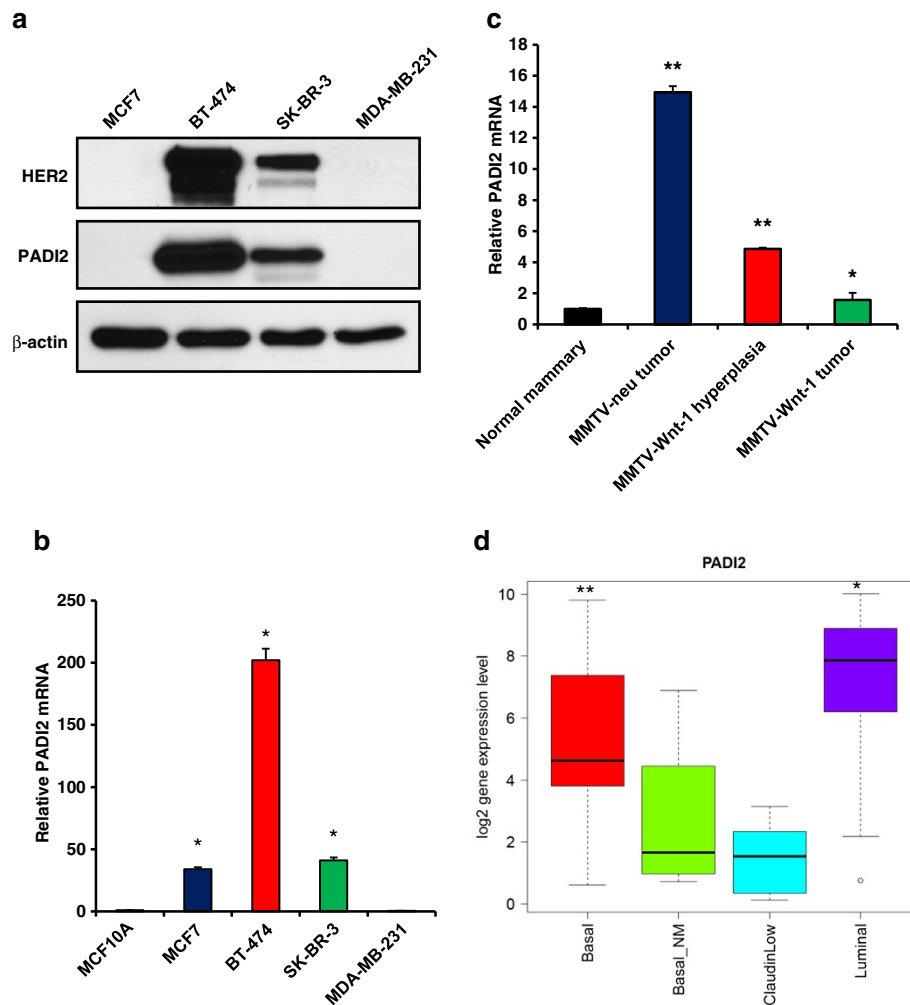 a
MCF7
BT-474
SK-BR-3
MDA-MB-231
HER2
PADI2
β-actin
c
Relative PADI2 mRNA
18
16
14
12
10
8
6
4
2
0
**
**
*
Normal mammary
MMTV-neu tumor
MMTV-Wnt-1 hyperplasia
MMTV-Wnt-1 tumor
b
Relative PADI2 mRNA
250
200
150
100
50
0
*
*
*
MCF10A
MCF7
BT-474
SK-BR-3
MDA-MB-231
d
PADI2
log2 gene expression level
10
8
6
4
2
0
**
*
Basal
Basal_NM
ClaudinLow
Luminal